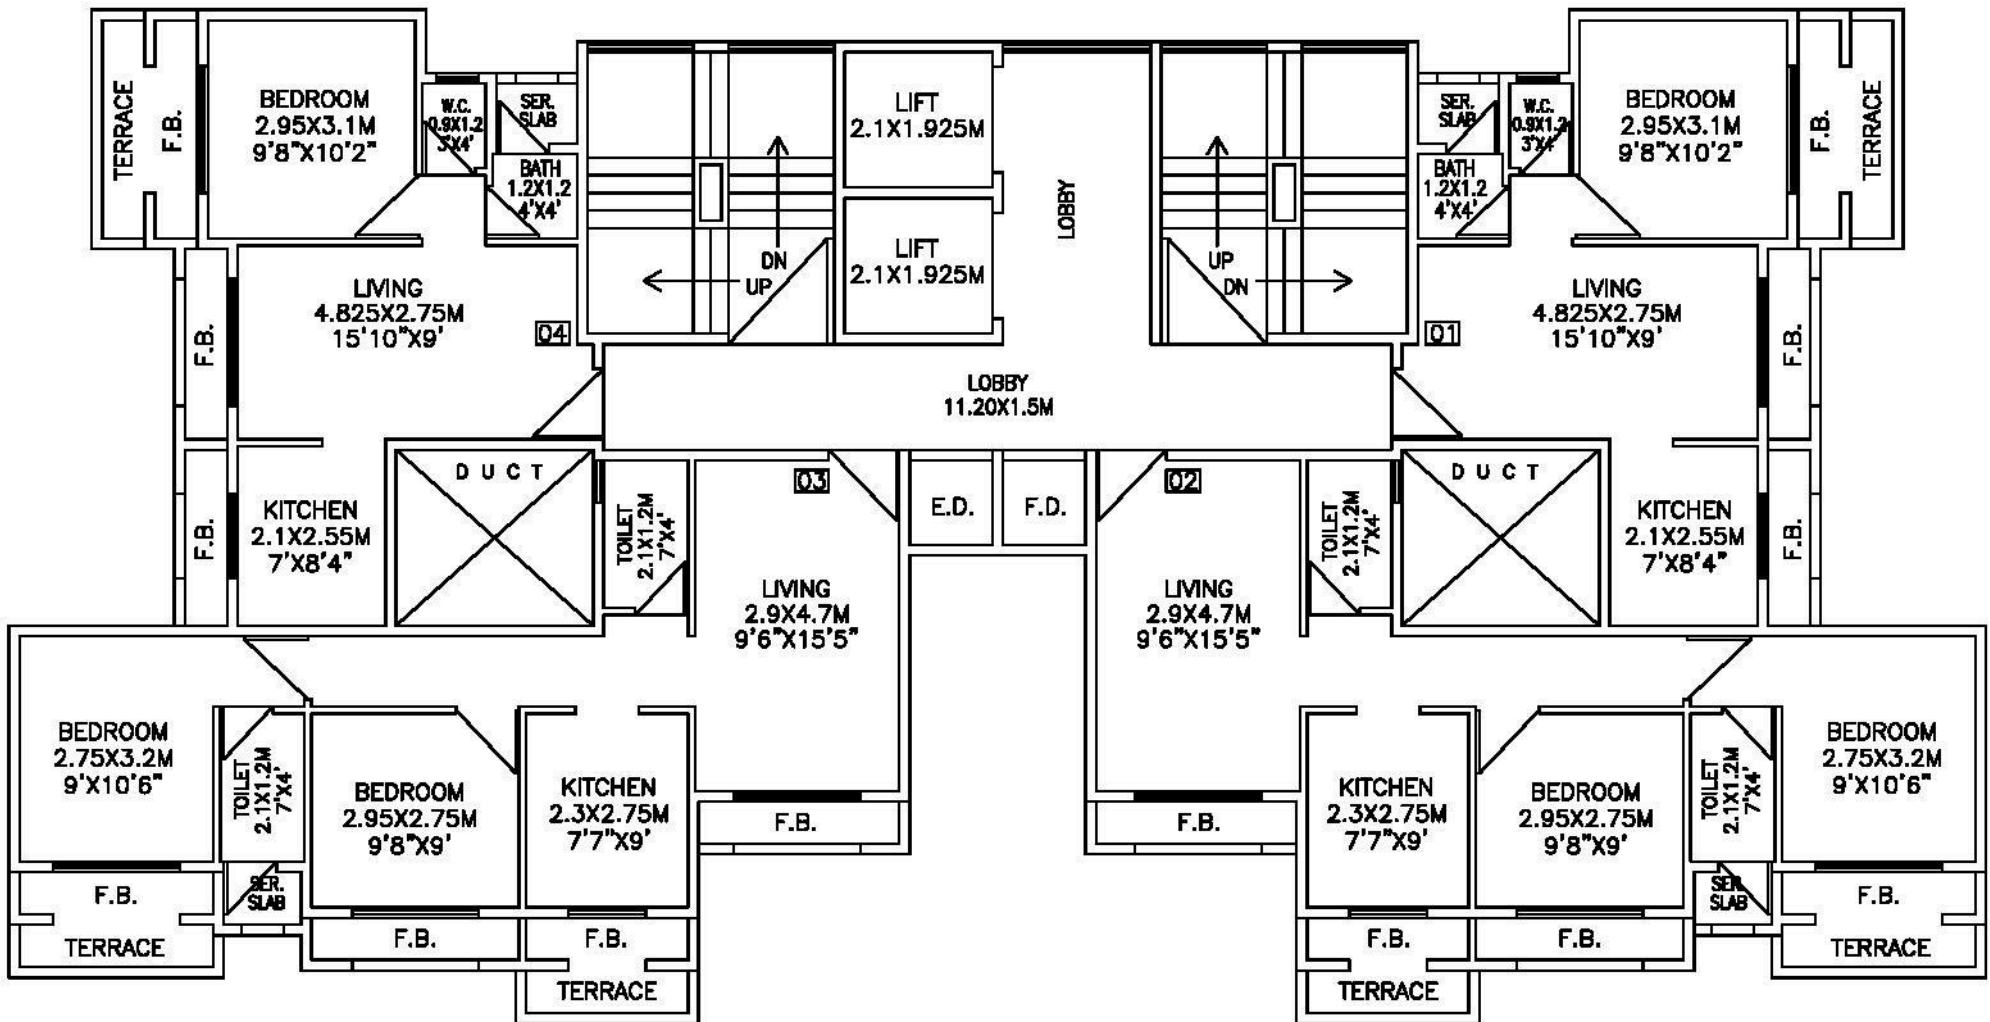 TERRACE
F.B.
BEDROOM
2.95X3.1M
9'8"X10'2"
W.C.
0.9X1.2
3'X4'
SER.
SLAB
BATH
1.2X1.2
4'X4'
LIFT
2.1X1.925M
LIFT
2.1X1.925M
LOBBY
DN
UP
UP
DN
SER.
SLAB
W.C.
0.9X1.2
3'X4'
BATH
1.2X1.2
4'X4'
BEDROOM
2.95X3.1M
9'8"X10'2"
F.B.
TERRACE
F.B.
LIVING
4.825X2.75M
15'10"X9'
04
LOBBY
11.20X1.5M
01
LIVING
4.825X2.75M
15'10"X9'
F.B.
F.B.
KITCHEN
2.1X2.55M
7'X8'4"
DUCT
TOILET
2.1X1.2M
7'X4'
03
LIVING
2.9X4.7M
9'6"X15'5"
E.D.
F.D.
02
LIVING
2.9X4.7M
9'6"X15'5"
TOILET
2.1X1.2M
7'X4'
DUCT
KITCHEN
2.1X2.55M
7'X8'4"
F.B.
BEDROOM
2.75X3.2M
9'X10'6"
TOILET
2.1X1.2M
7'X4'
BEDROOM
2.95X2.75M
9'8"X9'
KITCHEN
2.3X2.75M
7'7"X9'
F.B.
F.B.
KITCHEN
2.3X2.75M
7'7"X9'
BEDROOM
2.95X2.75M
9'8"X9'
TOILET
2.1X1.2M
7'X4'
BEDROOM
2.75X3.2M
9'X10'6"
F.B.
TERRACE
SER.
SLAB
F.B.
F.B.
TERRACE
F.B.
TERRACE
F.B.
SER.
SLAB
F.B.
TERRACE